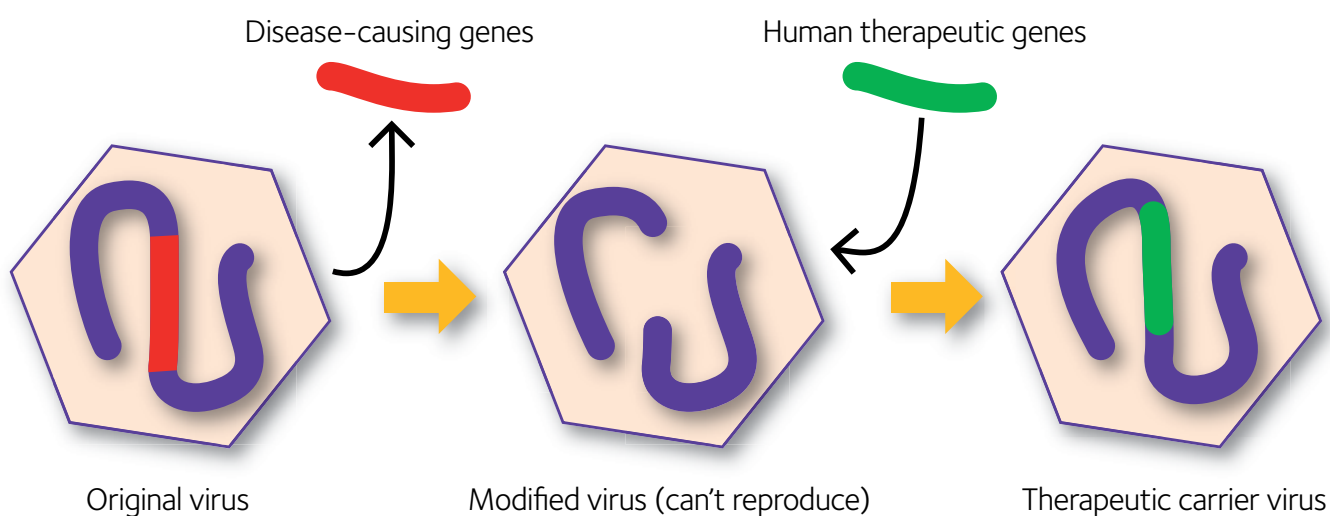 Disease-causing genes
Human therapeutic genes
Original virus
Modified virus (can't reproduce)
Therapeutic carrier virus